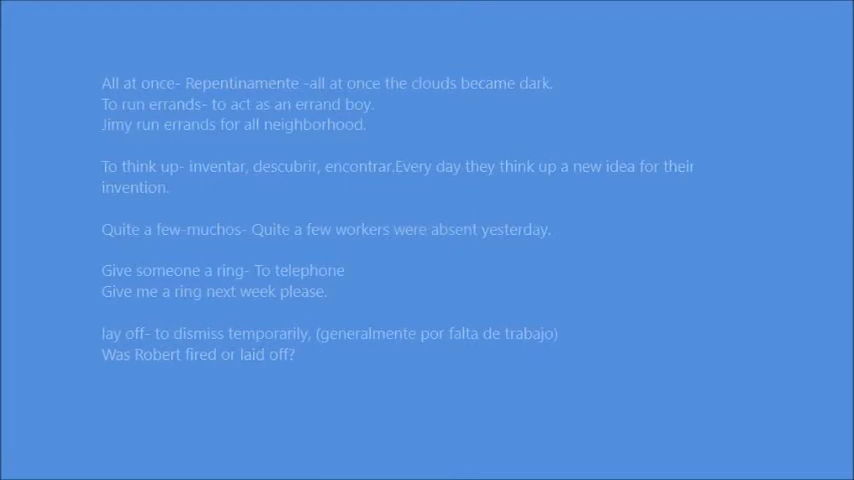 All at once- Repentinamente -all at once the clouds became dark.
To run errands- to act as an errand boy.
Jimy run errands for all neighborhood.
To think up- inventar, descubrir, encontrar.Every day they think up a new idea for their
invention.
Quite a few-muchos- Quite a few workers were absent yesterday.
Give someone a ring- To telephone
Give me a ring next week please.
lay off- to dismiss temporarily, (generalmente por falta de trabajo)
Was Robert fired or laid off?